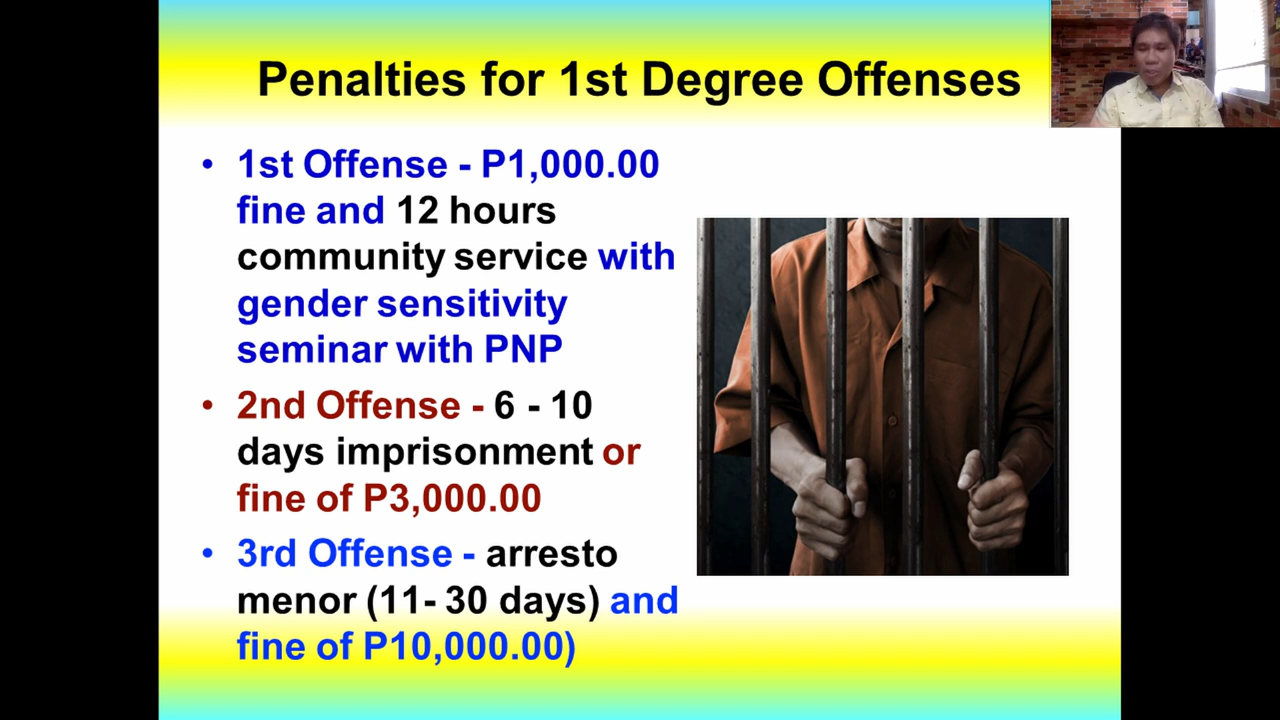 Penalties for 1st Degree Offenses
• 1st Offense - P1,000.00
fine and 12 hours
community service with
gender sensitivity
seminar with PNP
• 2nd Offense - 6 - 10
days imprisonment or
fine of P3,000.00
• 3rd Offense - arresto
menor (11- 30 days) and
fine of P10,000.00)